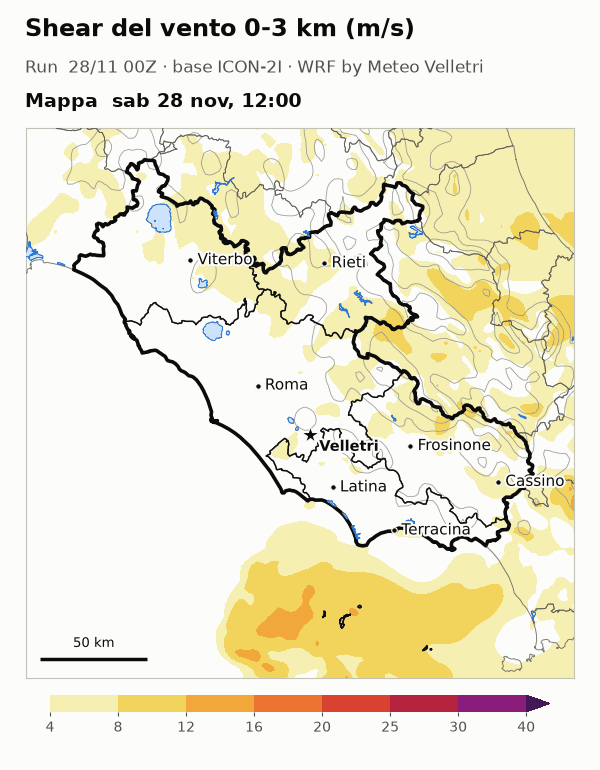 Shear del vento 0-3 km (m/s)
Run  28/11 00Z · base ICON-2I · WRF by Meteo Velletri
Mappa  sab 28 nov, 12:00
Viterbo
Rieti
Roma
Velletri
Frosinone
Cassino
Latina
Terracina
50 km
4 8 12 16 20 25 30 40